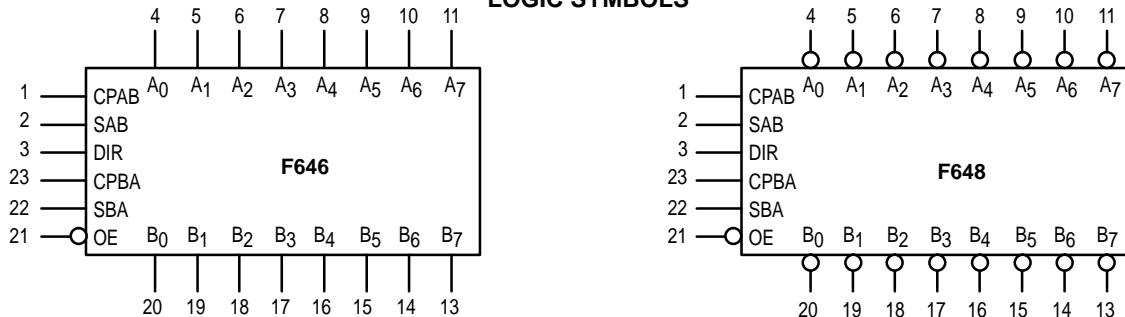 LOGIC SYMBOLS
4 5 6 7 8 9 10 11
A0 A1 A2 A3 A4 A5 A6 A7
1 CPAB
2 SAB
3 DIR
F646
23 CPBA
22 SBA
21 OE B0 B1 B2 B3 B4 B5 B6 B7
20 19 18 17 16 15 14 13
4 5 6 7 8 9 10 11
A0 A1 A2 A3 A4 A5 A6 A7
1 CPAB
2 SAB
3 DIR
F648
23 CPBA
22 SBA
21 OE B0 B1 B2 B3 B4 B5 B6 B7
20 19 18 17 16 15 14 13